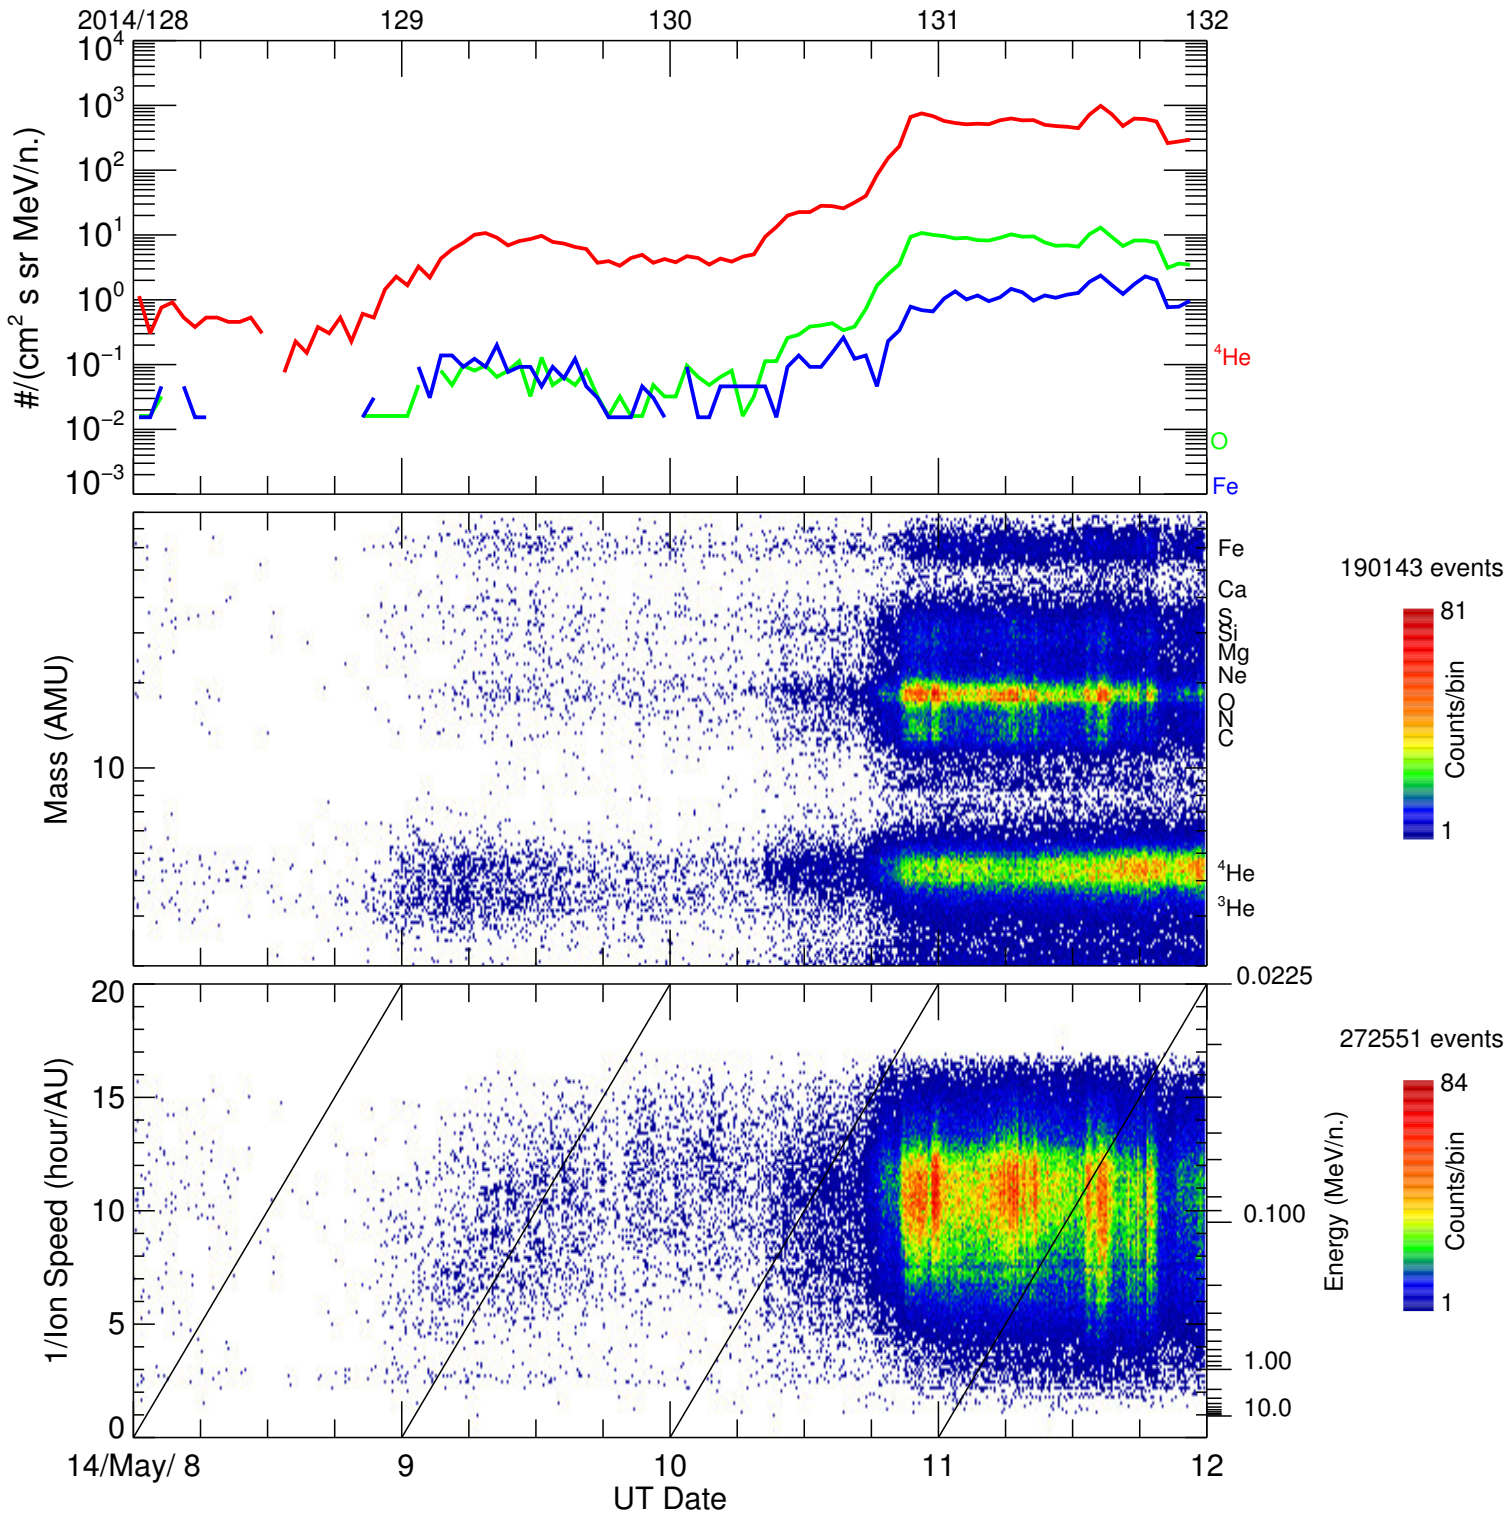 2014/128 129 130 131 132
10^4
10^3
10^2
10^1
10^0
10^−1
10^−2
10^−3
#/(cm^2 s sr MeV/n.)
^4He
O
Fe
Mass (AMU)
10
Fe
Ca
S
Si
Mg
Ne
O
N
C
^4He
^3He
190143 events
81
Counts/bin
1
1/Ion Speed (hour/AU)
20
15
10
5
0
0.0225
0.100
1.00
10.0
Energy (MeV/n.)
272551 events
84
Counts/bin
1
14/May/ 8 9 10 11 12
UT Date